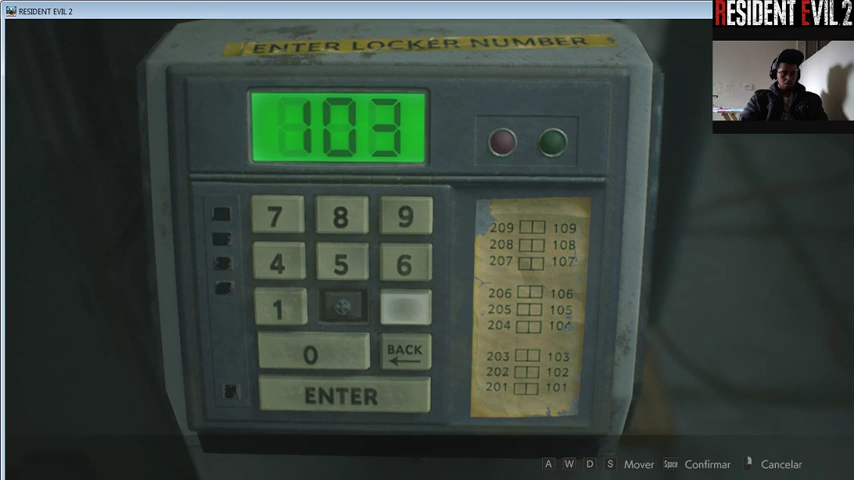 RESIDENT EVIL 2
RESIDENT EVIL 2
ENTER LOCKER NUMBER
103
7 8 9
4 5 6
1
0 BACK
ENTER
209 109
208 108
207 107
206 106
205 105
204 104
203 103
202 102
201 101
A W D S Mover Space Confirmar Cancelar